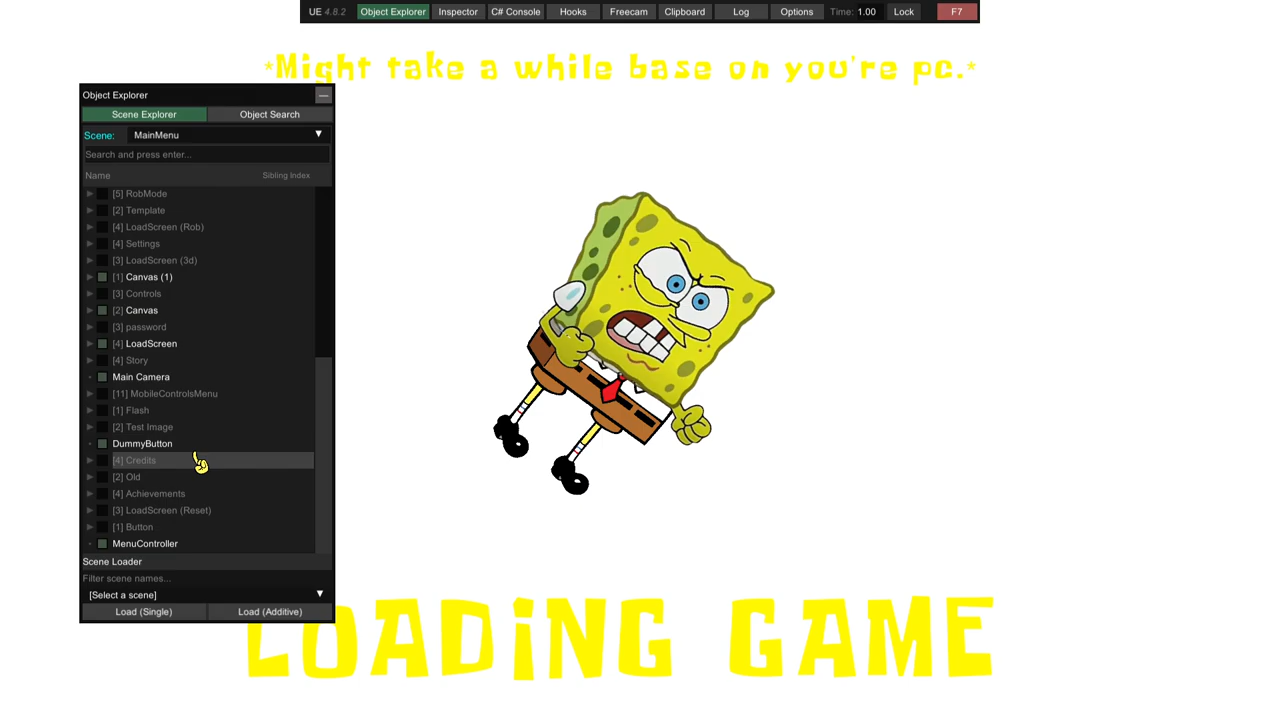 UE 4.8.2 Object Explorer Inspector C# Console Hooks Freecam Clipboard Log Options Time: 1.00 Lock F7
*Might take a while base on you're pc.*
Object Explorer —
Scene Explorer Object Search
Scene: MainMenu ▼
Search and press enter...
Name Sibling Index
► [5] RobMode
► [2] Template
► [4] LoadScreen (Rob)
► [4] Settings
► [3] LoadScreen (3d)
► [1] Canvas (1)
► [3] Controls
► [2] Canvas
► [3] password
► [4] LoadScreen
► [4] Story
Main Camera
► [11] MobileControlsMenu
► [1] Flash
► [2] Test Image
DummyButton
► [4] Credits
► [2] Old
► [4] Achievements
► [3] LoadScreen (Reset)
► [1] Button
MenuController
Scene Loader
Filter scene names...
[Select a scene] ▼
Load (Single) Load (Additive)
LOADiNG GAME